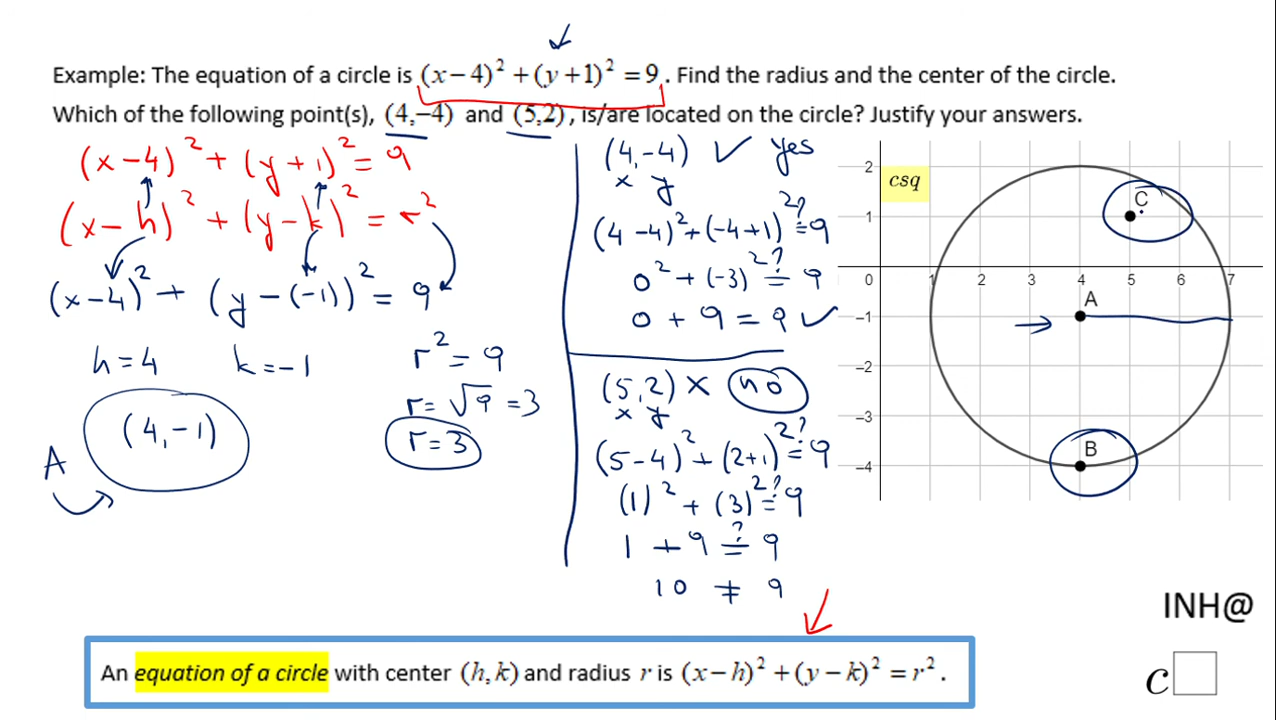 Example: The equation of a circle is (x−4)² + (y+1)² = 9. Find the radius and the center of the circle.
Which of the following point(s), (4,−4) and (5,2), is/are located on the circle? Justify your answers.
(x−4)² + (y+1)² = 9
(x−h)² + (y−k)² = r²
(x−4)² + (y−(−1))² = 9
h=4 k=−1 r² = 9
r=√9 =3
(4,−1) r=3
A
(4,−4) ✓ yes
x y
(4−4)²+(−4+1)² ?= 9
0² + (−3)² ?= 9
0 + 9 = 9 ✓
(5,2) × no
x y
(5−4)² + (2+1)² ?= 9
(1)² + (3)² ?= 9
1 + 9 ?= 9
10 ≠ 9
csq
2
1
0 1 2 3 4 5 6 7
−1
−2
−3
−4
C
A
B
INH@
c
An equation of a circle with center (h,k) and radius r is (x−h)² + (y−k)² = r².